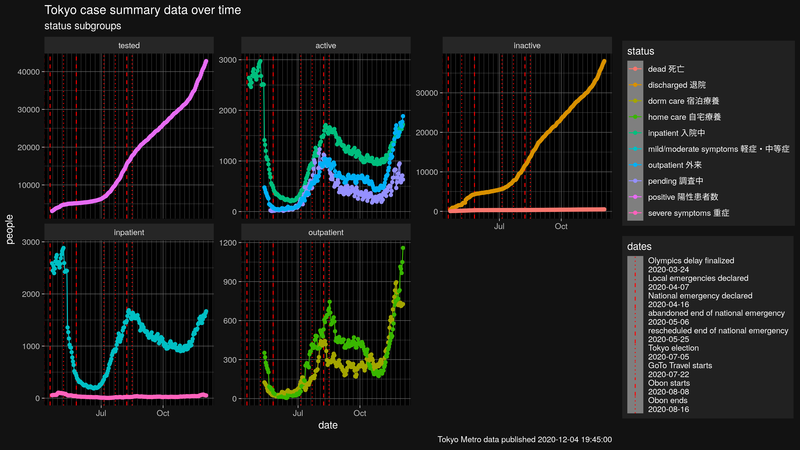 Tokyo case summary data over time
status subgroups
tested
active
inactive
40000
30000
20000
10000
3000
2000
1000
0
30000
20000
10000
0
Jul
Oct
people
inpatient
outpatient
3000
2000
1000
0
1200
900
600
300
0
Jul
Oct
Jul
Oct
date
status
dead 死亡
discharged 退院
dorm care 宿泊療養
home care 自宅療養
inpatient 入院中
mild/moderate symptoms 軽症・中等症
outpatient 外来
pending 調査中
positive 陽性患者数
severe symptoms 重症
dates
Olympics delay finalized
2020-03-24
Local emergencies declared
2020-04-07
National emergency declared
2020-04-16
abandoned end of national emergency
2020-05-06
rescheduled end of national emergency
2020-05-25
Tokyo election
2020-07-05
GoTo Travel starts
2020-07-22
Obon starts
2020-08-08
Obon ends
2020-08-16
Tokyo Metro data published 2020-12-04 19:45:00